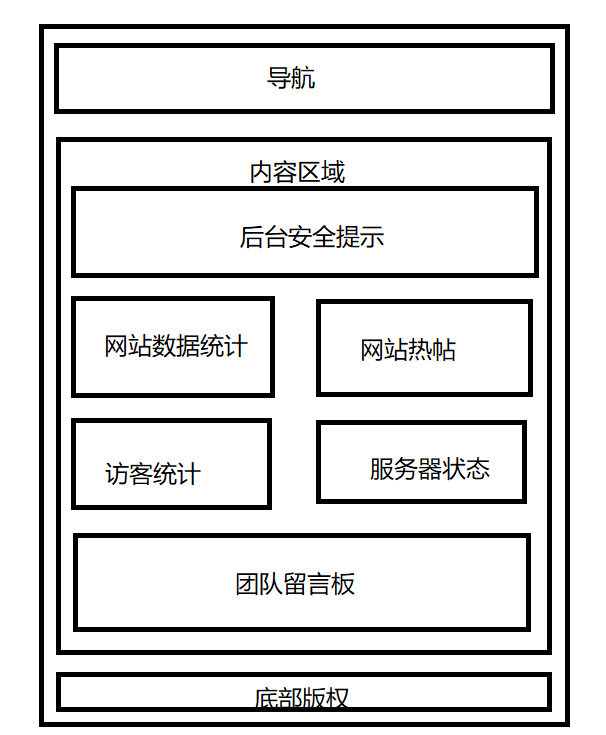 导航
内容区域
后台安全提示
网站数据统计
网站热帖
访客统计
服务器状态
团队留言板
底部版权